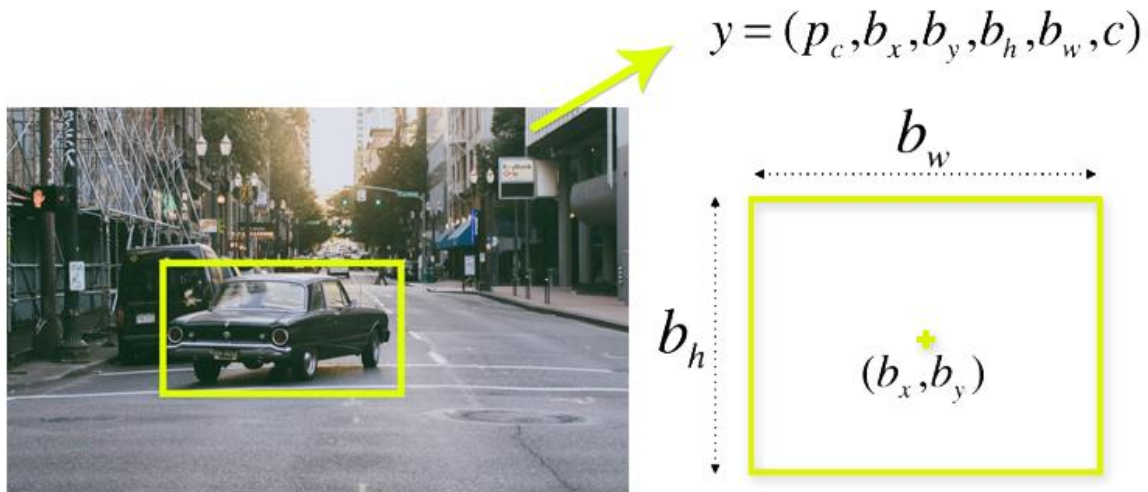 y = (p_c, b_x, b_y, b_h, b_w, c)
b_w
b_h
(b_x, b_y)